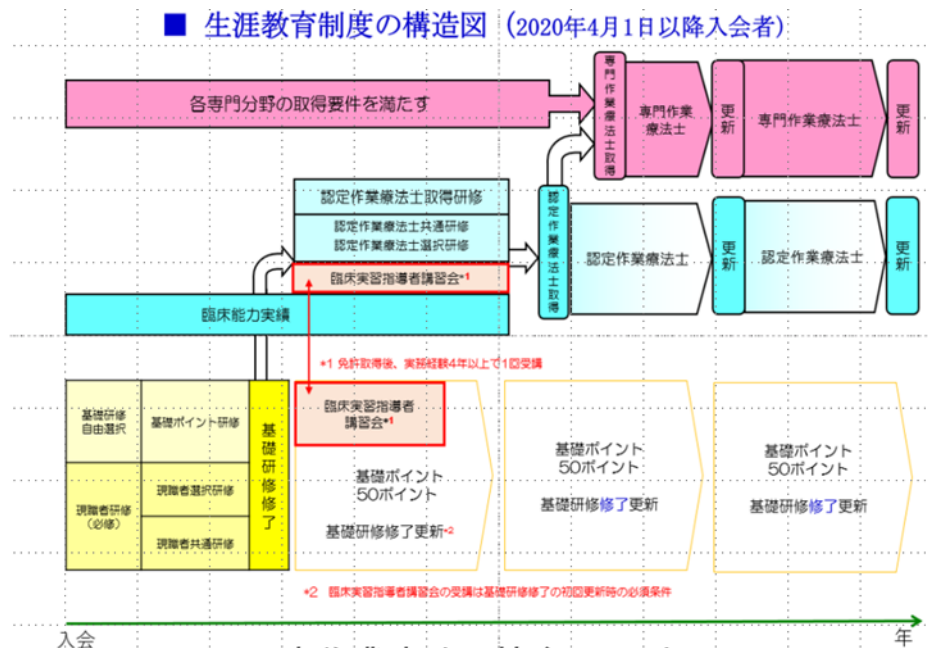 ■ 生涯教育制度の構造図（2020年4月1日以降入会者）
各専門分野の取得要件を満たす
専門作業療法士取得
専門作業
療法士
更新
専門作業療法士
更新
認定作業療法士取得研修
認定作業療法士共通研修
認定作業療法士選択研修
臨床実習指導者講習会*1
認定作業療法士取得
認定作業療法士
更新
認定作業療法士
更新
臨床能力実績
*1 免許取得後、実務経験4年以上で1回受講
基礎研修
自由選択
基礎ポイント研修
現職者研修
（必修）
現職者選択研修
現職者共通研修
基礎研修修了
臨床実習指導者
講習会*1
基礎ポイント
50ポイント
基礎研修修了更新*2
基礎ポイント
50ポイント
基礎研修修了更新
基礎ポイント
50ポイント
基礎研修修了更新
*2 臨床実習指導者講習会の受講は基礎研修修了の初回更新時の必須条件
入会
年